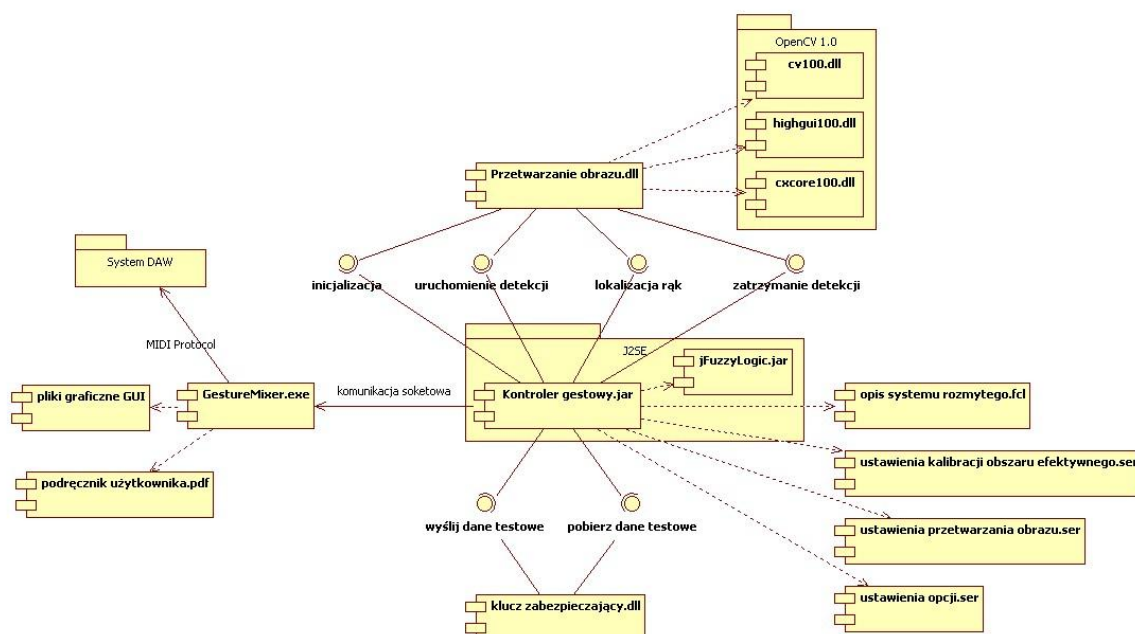 OpenCV 1.0
cv100.dll
highgui100.dll
cxcore100.dll
Przetwarzanie obrazu.dll
System DAW
inicjalizacja
uruchomienie detekcji
lokalizacja rąk
zatrzymanie detekcji
MIDI Protocol
J2SE
jFuzzyLogic.jar
pliki graficzne GUI
GestureMixer.exe
komunikacja soketowa
Kontroler gestowy.jar
opis systemu rozmytego.fcl
podręcznik użytkownika.pdf
ustawienia kalibracji obszaru efektywnego.ser
wyślij dane testowe
pobierz dane testowe
ustawienia przetwarzania obrazu.ser
klucz zabezpieczający.dll
ustawienia opcji.ser